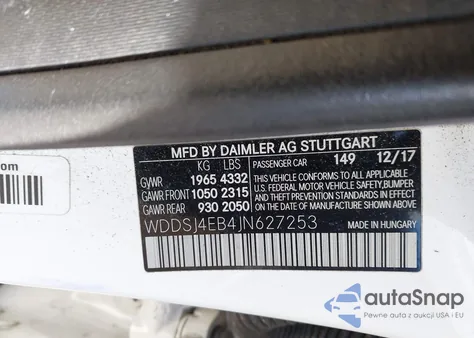 MFD BY DAIMLER AG STUTTGART
KG LBS PASSENGER CAR 149 12/17
GVWR 1965 4332
GAWR FRONT 1050 2315
GAWR REAR 930 2050
THIS VEHICLE CONFORMS TO ALL APPLICABLE
U.S. FEDERAL MOTOR VEHICLE SAFETY, BUMPER
AND THEFT PREVENTION STANDARDS IN EFFECT
ON THE DATE OF MANUFACTURE SHOWN ABOVE.
WDDSJ4EB4JN627253 MADE IN HUNGARY
com
autoSnap
Pewne auta z USA i EU